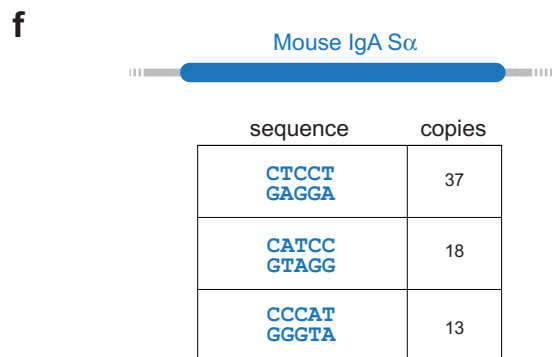 f
Mouse IgA Sα
sequence copies
CTCCT
GAGGA
37
CATCC
GTAGG
18
CCCAT
GGGTA
13